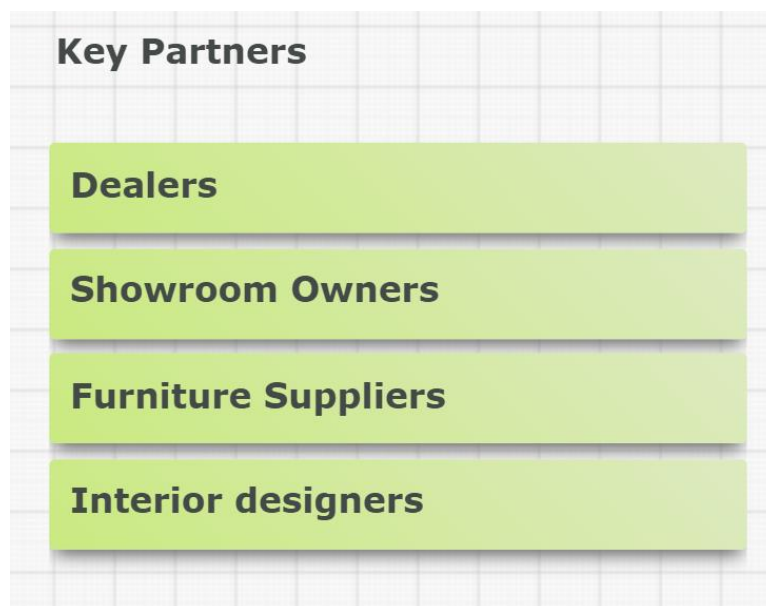 Key Partners
Dealers
Showroom Owners
Furniture Suppliers
Interior designers